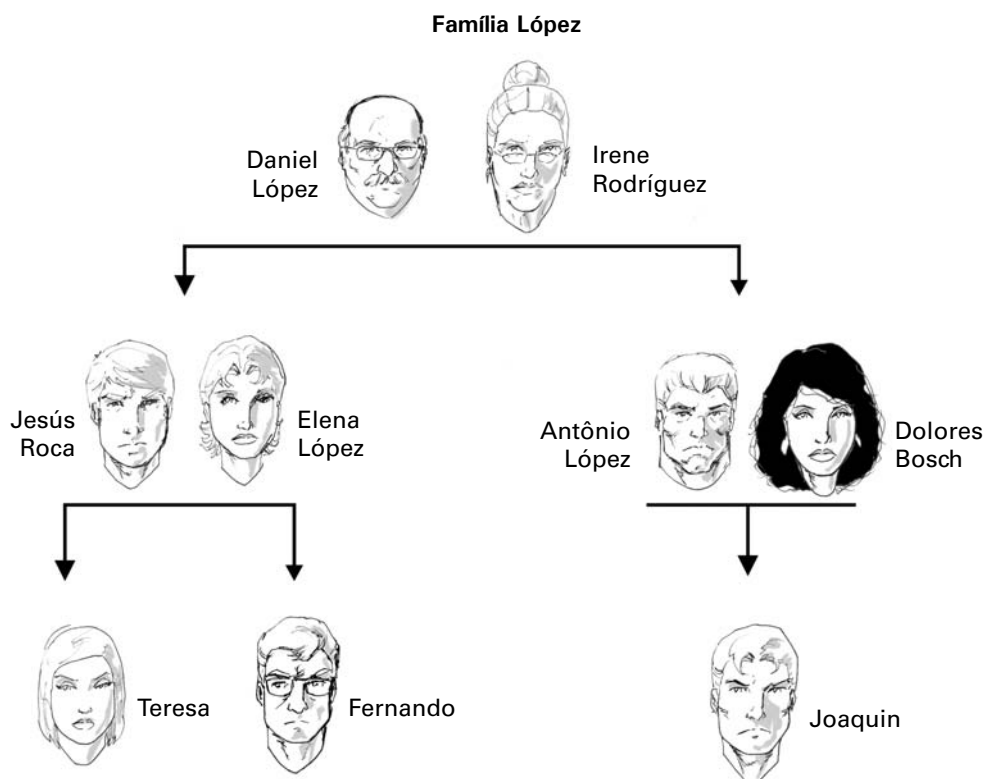 Família López
Daniel
López
Irene
Rodríguez
Jesús
Roca
Elena
López
Antônio
López
Dolores
Bosch
Teresa
Fernando
Joaquin